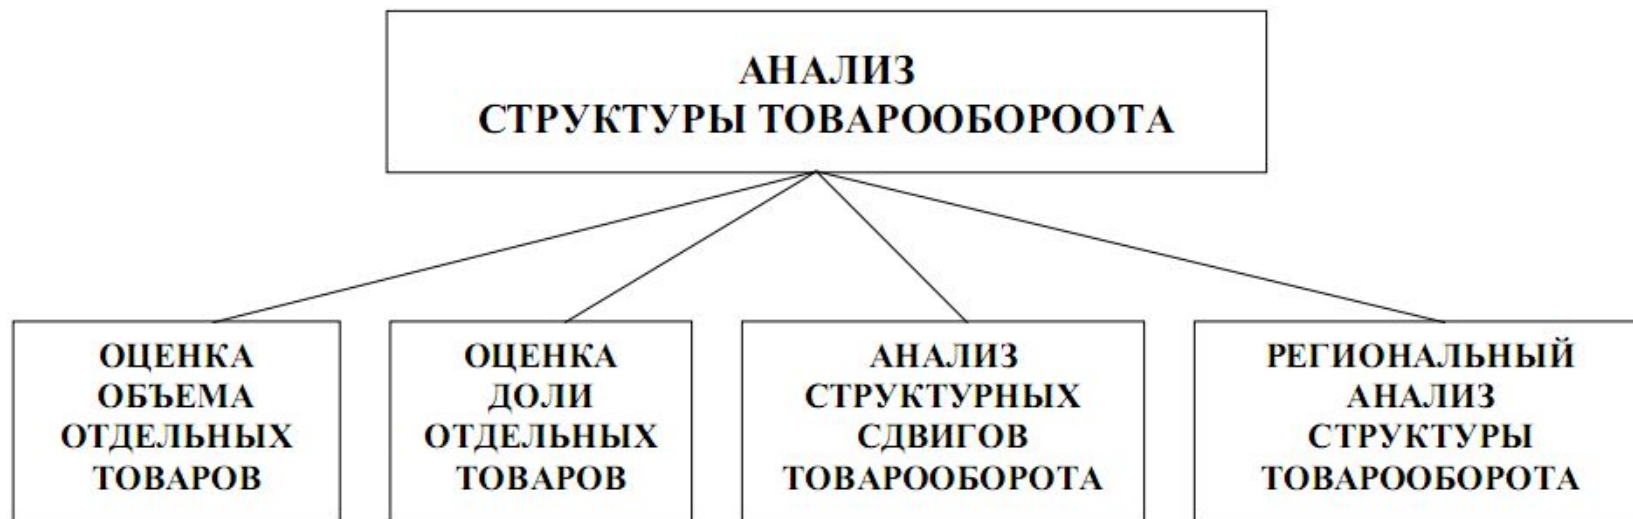 АНАЛИЗ
СТРУКТУРЫ ТОВАРООБОРООТА
ОЦЕНКА
ОБЪЕМА
ОТДЕЛЬНЫХ
ТОВАРОВ
ОЦЕНКА
ДОЛИ
ОТДЕЛЬНЫХ
ТОВАРОВ
АНАЛИЗ
СТРУКТУРНЫХ
СДВИГОВ
ТОВАРООБОРОТА
РЕГИОНАЛЬНЫЙ
АНАЛИЗ
СТРУКТУРЫ
ТОВАРООБОРОТА